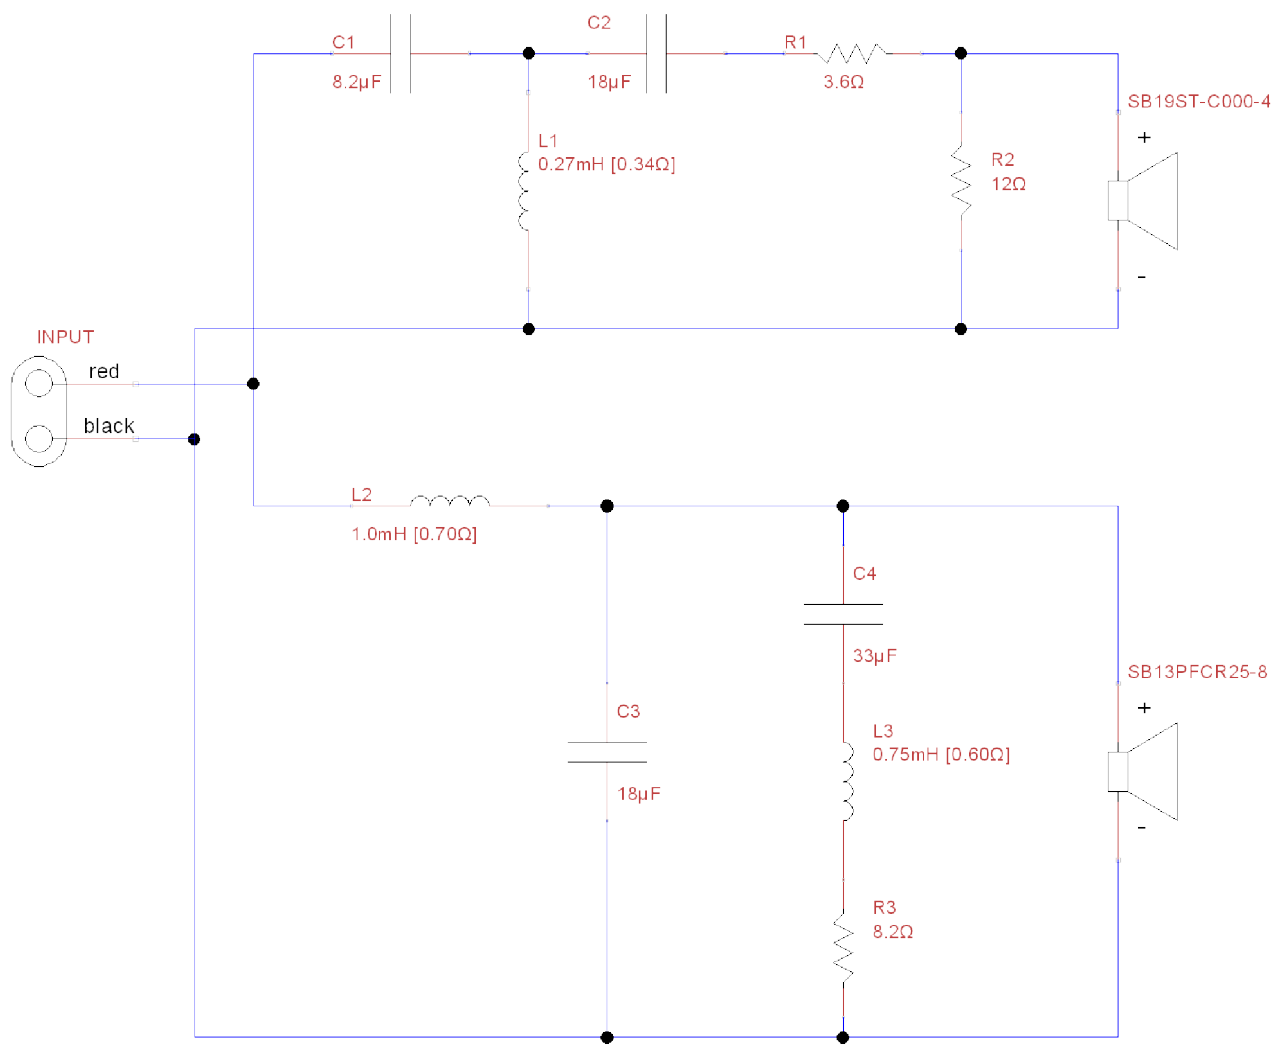 C1
8.2µF
C2
18µF
R1
3.6Ω
SB19ST-C000-4
+
-
L1
0.27mH [0.34Ω]
R2
12Ω
INPUT
red
black
L2
1.0mH [0.70Ω]
C4
33µF
SB13PFCR25-8
+
-
C3
18µF
L3
0.75mH [0.60Ω]
R3
8.2Ω